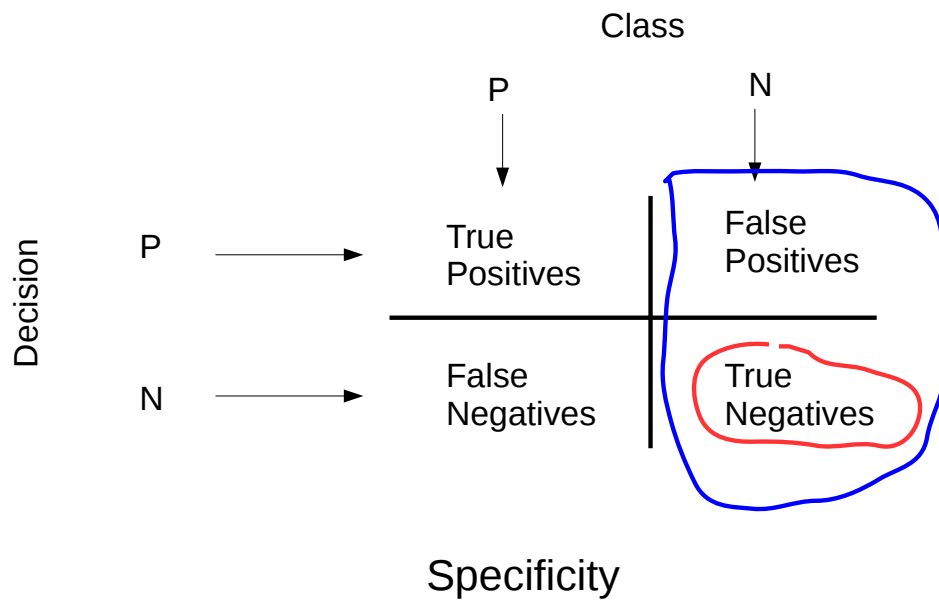 Class
P
N
Decision
P
True
Positives
False
Positives
N
False
Negatives
True
Negatives
Specificity